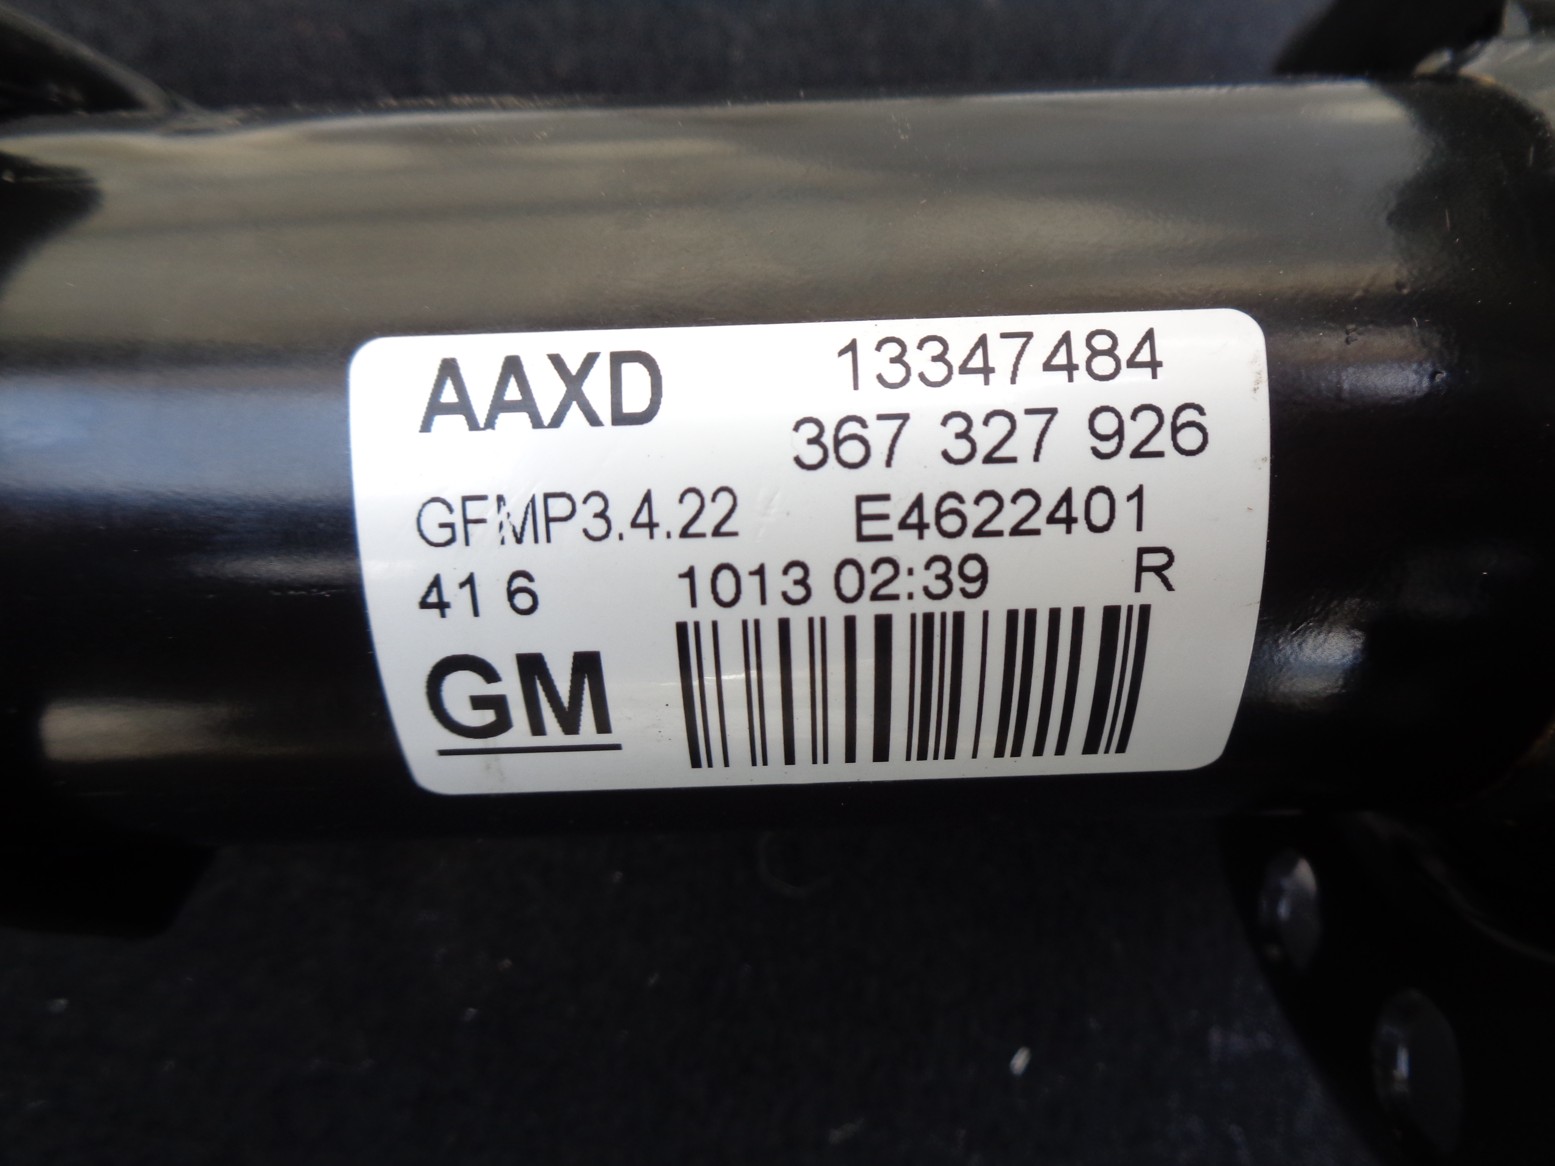 AAXD 13347484
367 327 926
GFMP3.4.22 E4622401
41 6 1013 02:39 R
GM